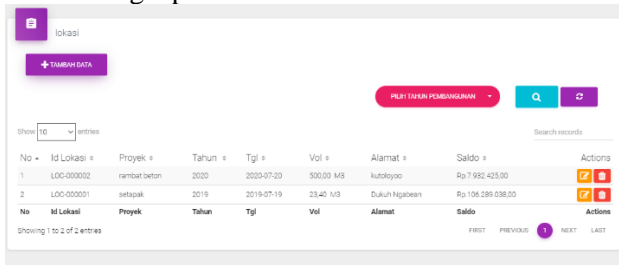 lokasi
+ TAMBAH DATA
PILIH TAHUN PEMBANGUNAN
Show 10 entries
Search records
No Id Lokasi Proyek Tahun Tgl Vol Alamat Saldo Actions
1 LOC-000002 rambat beton 2020 2020-07-20 500,00 M3 kutoloyoo Rp.7.932.425,00
2 LOC-000001 setapak 2019 2019-07-19 23,40 M3 Dukuh Ngabean Rp.106.289.038,00
No Id Lokasi Proyek Tahun Tgl Vol Alamat Saldo Actions
Showing 1 to 2 of 2 entries
FIRST PREVIOUS 1 NEXT LAST